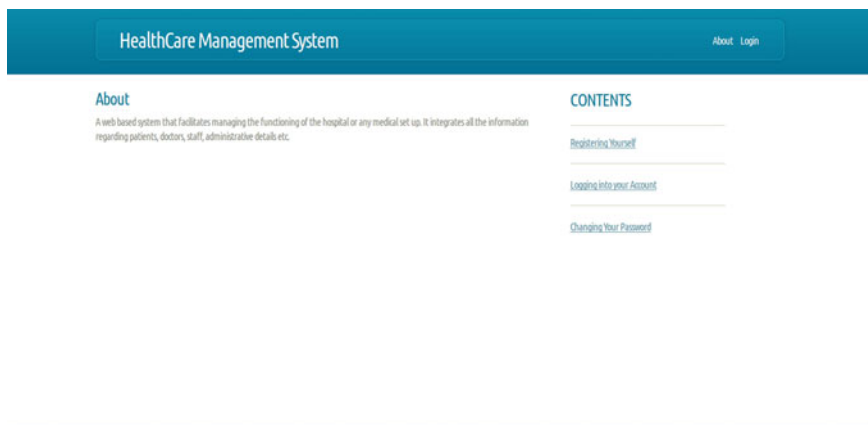 HealthCare Management System
About Login
About
A web based system that facilitates managing the functioning of the hospital or any medical set up. It integrates all the information
regarding patients, doctors, staff, administrative details etc.
CONTENTS
Registering Yourself
Logging into your Account
Changing Your Password